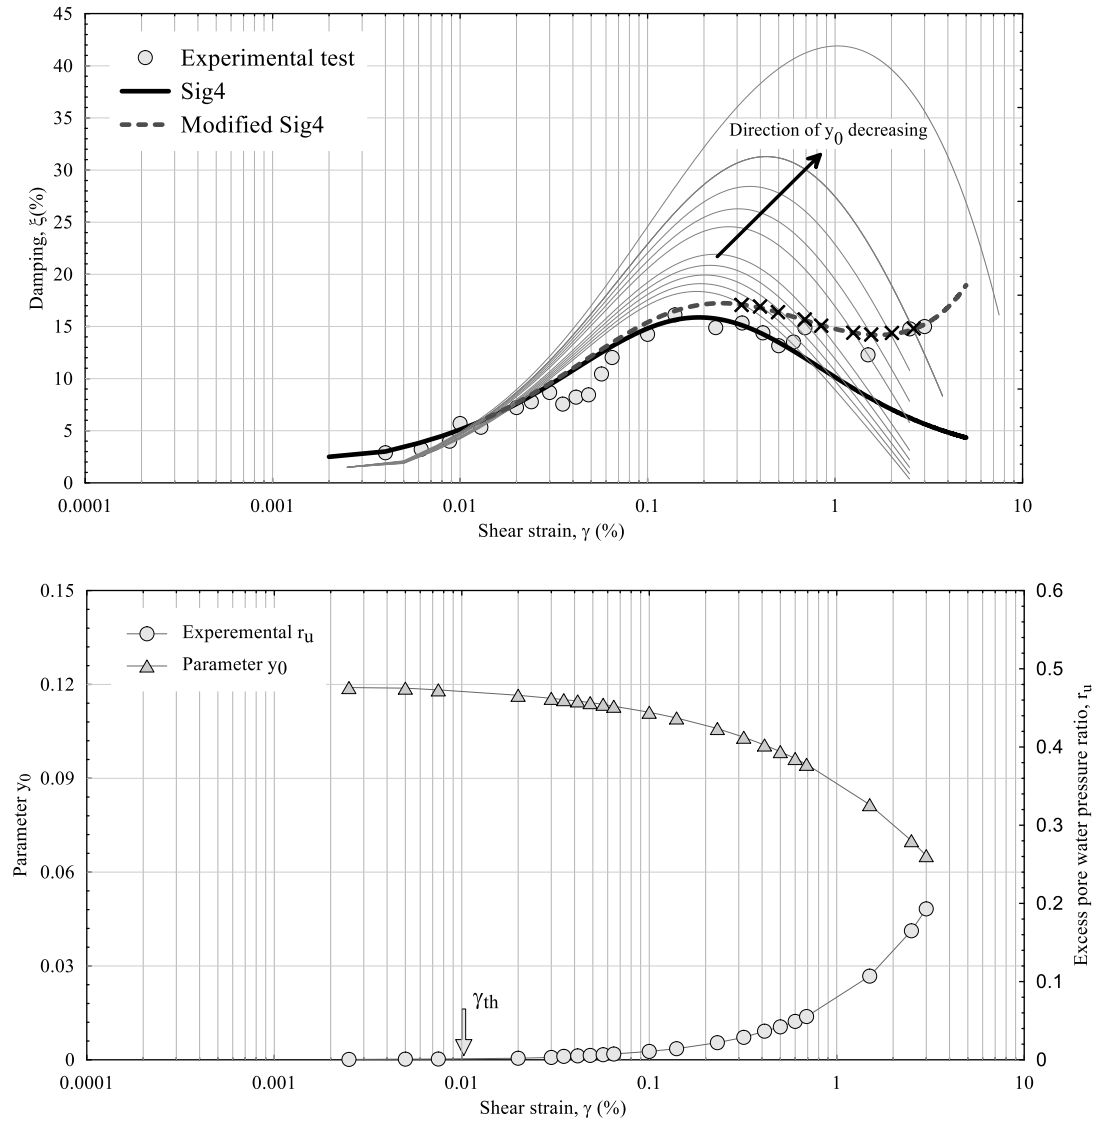 45
40
35
30
25
20
15
10
5
0
Damping, ξ(%)
Experimental test
Sig4
Modified Sig4
Direction of y0 decreasing
0.0001 0.001 0.01 0.1 1 10
Shear strain, γ (%)
0.15
0.12
0.09
0.06
0.03
0
Parameter y0
Experemental ru
Parameter y0
γth
0.6
0.5
0.4
0.3
0.2
0.1
0
Excess pore water pressure ratio, ru
0.0001 0.001 0.01 0.1 1 10
Shear strain, γ (%)